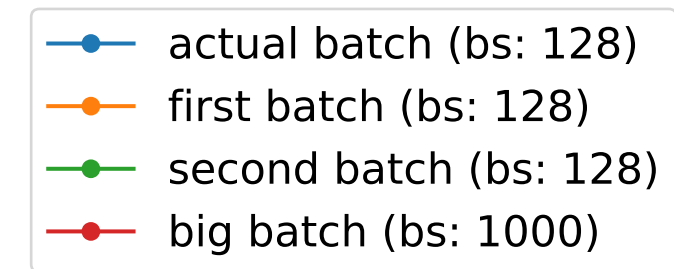 actual batch (bs: 128)
first batch (bs: 128)
second batch (bs: 128)
big batch (bs: 1000)